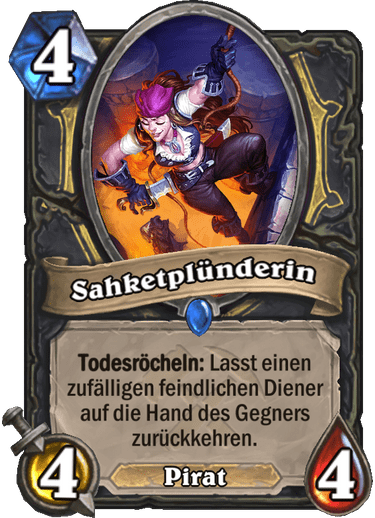 4
Sahketplünderin
Todesröcheln: Lasst einen
zufälligen feindlichen Diener
auf die Hand des Gegners
zurückkehren.
4
Pirat
4